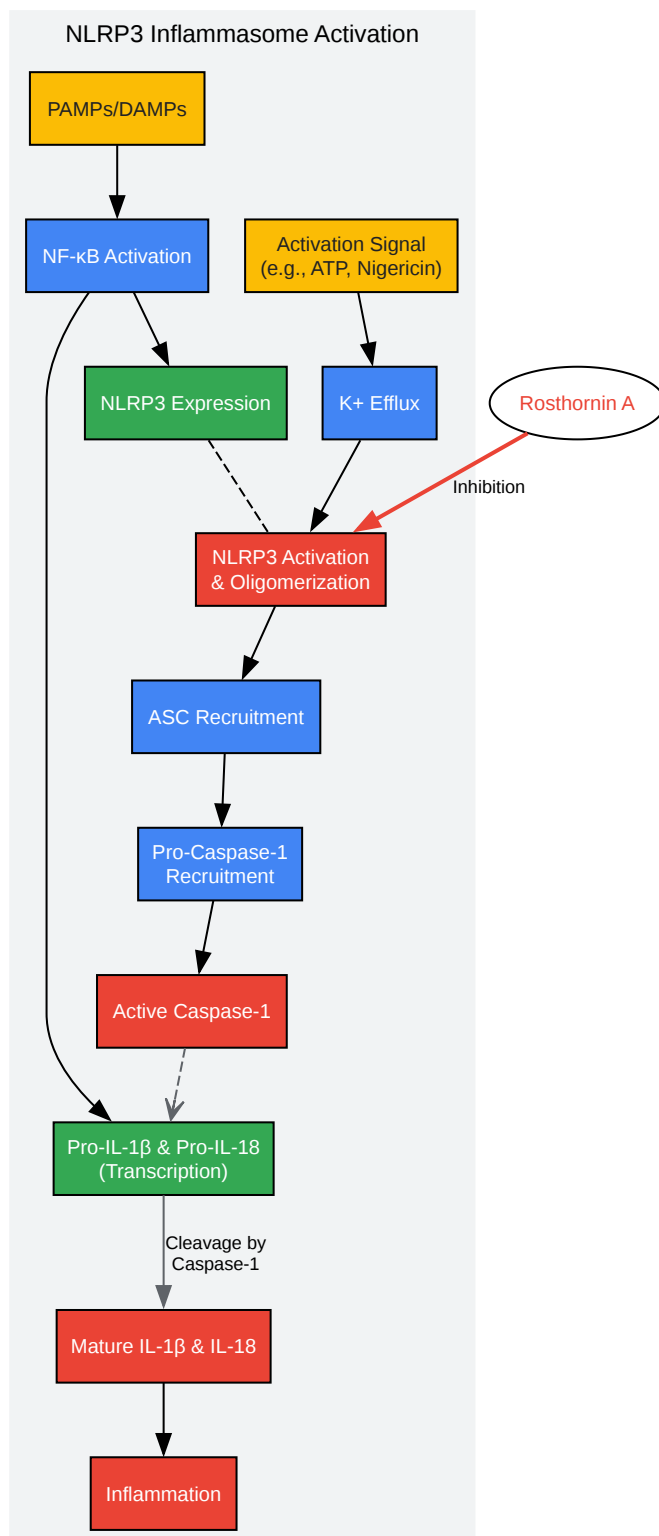 NLRP3 Inflammasome Activation
PAMPs/DAMPs
NF-κB Activation
Activation Signal
(e.g., ATP, Nigericin)
NLRP3 Expression
K+ Efflux
Rosthornin A
Inhibition
NLRP3 Activation
& Oligomerization
ASC Recruitment
Pro-Caspase-1
Recruitment
Active Caspase-1
Pro-IL-1β & Pro-IL-18
(Transcription)
Cleavage by
Caspase-1
Mature IL-1β & IL-18
Inflammation